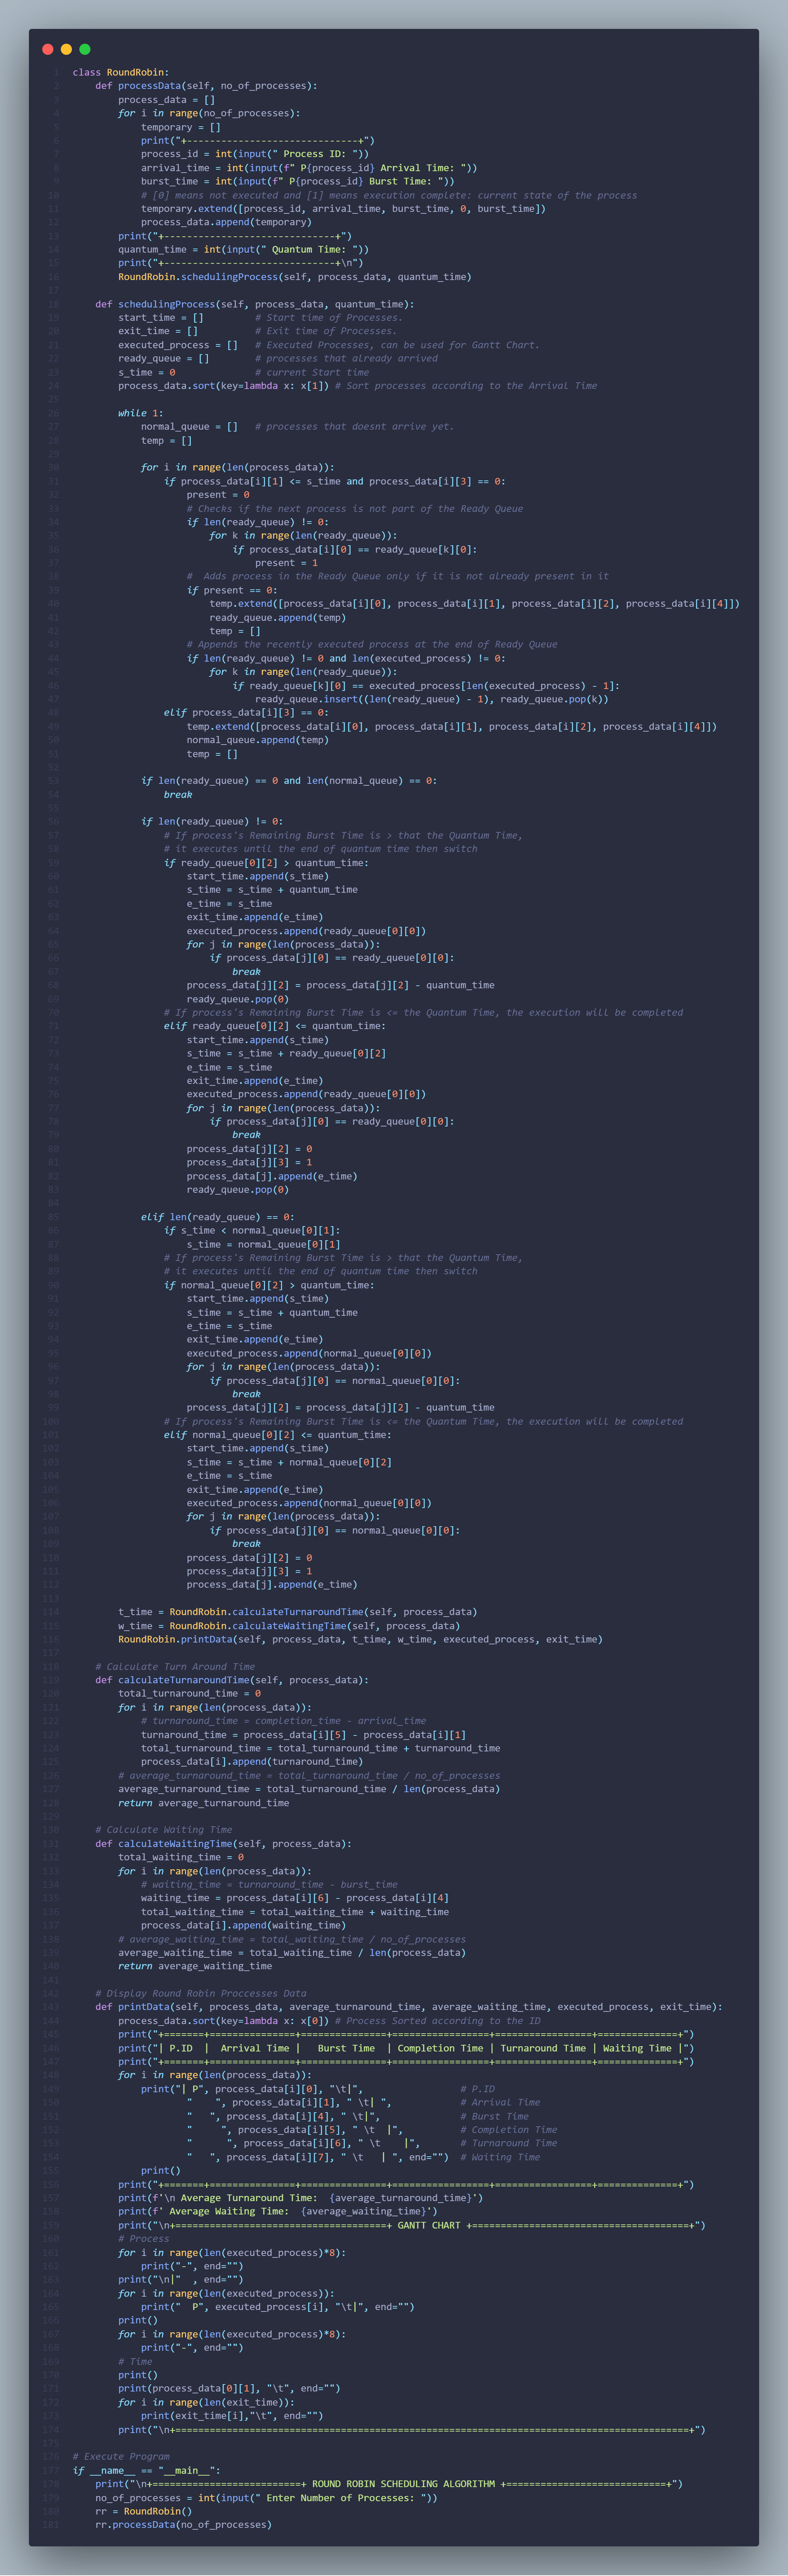 1 class RoundRobin:
2     def processData(self, no_of_processes):
3         process_data = []
4         for i in range(no_of_processes):
5             temporary = []
6             print("+------------------------------+")
7             process_id = int(input(" Process ID: "))
8             arrival_time = int(input(f" P{process_id} Arrival Time: "))
9             burst_time = int(input(f" P{process_id} Burst Time: "))
10             # [0] means not executed and [1] means execution complete: current state of the process
11             temporary.extend([process_id, arrival_time, burst_time, 0, burst_time])
12             process_data.append(temporary)
13         print("+------------------------------+")
14         quantum_time = int(input(" Quantum Time: "))
15         print("+------------------------------+\n")
16         RoundRobin.schedulingProcess(self, process_data, quantum_time)
17
18     def schedulingProcess(self, process_data, quantum_time):
19         start_time = []         # Start time of Processes.
20         exit_time = []          # Exit time of Processes.
21         executed_process = []   # Executed Processes, can be used for Gantt Chart.
22         ready_queue = []        # processes that already arrived
23         s_time = 0              # current Start time
24         process_data.sort(key=lambda x: x[1]) # Sort processes according to the Arrival Time
25
26         while 1:
27             normal_queue = []   # processes that doesnt arrive yet.
28             temp = []
29
30             for i in range(len(process_data)):
31                 if process_data[i][1] <= s_time and process_data[i][3] == 0:
32                     present = 0
33                     # Checks if the next process is not part of the Ready Queue
34                     if len(ready_queue) != 0:
35                         for k in range(len(ready_queue)):
36                             if process_data[i][0] == ready_queue[k][0]:
37                                 present = 1
38                     #  Adds process in the Ready Queue only if it is not already present in it
39                     if present == 0:
40                         temp.extend([process_data[i][0], process_data[i][1], process_data[i][2], process_data[i][4]])
41                         ready_queue.append(temp)
42                         temp = []
43                     # Appends the recently executed process at the end of Ready Queue
44                     if len(ready_queue) != 0 and len(executed_process) != 0:
45                         for k in range(len(ready_queue)):
46                             if ready_queue[k][0] == executed_process[len(executed_process) - 1]:
47                                 ready_queue.insert((len(ready_queue) - 1), ready_queue.pop(k))
48                 elif process_data[i][3] == 0:
49                     temp.extend([process_data[i][0], process_data[i][1], process_data[i][2], process_data[i][4]])
50                     normal_queue.append(temp)
51                     temp = []
52
53             if len(ready_queue) == 0 and len(normal_queue) == 0:
54                 break
55
56             if len(ready_queue) != 0:
57                 # If process's Remaining Burst Time is > that the Quantum Time,
58                 # it executes until the end of quantum time then switch
59                 if ready_queue[0][2] > quantum_time:
60                     start_time.append(s_time)
61                     s_time = s_time + quantum_time
62                     e_time = s_time
63                     exit_time.append(e_time)
64                     executed_process.append(ready_queue[0][0])
65                     for j in range(len(process_data)):
66                         if process_data[j][0] == ready_queue[0][0]:
67                             break
68                     process_data[j][2] = process_data[j][2] - quantum_time
69                     ready_queue.pop(0)
70                 # If process's Remaining Burst Time is <= the Quantum Time, the execution will be completed
71                 elif ready_queue[0][2] <= quantum_time:
72                     start_time.append(s_time)
73                     s_time = s_time + ready_queue[0][2]
74                     e_time = s_time
75                     exit_time.append(e_time)
76                     executed_process.append(ready_queue[0][0])
77                     for j in range(len(process_data)):
78                         if process_data[j][0] == ready_queue[0][0]:
79                             break
80                     process_data[j][2] = 0
81                     process_data[j][3] = 1
82                     process_data[j].append(e_time)
83                     ready_queue.pop(0)
84
85             elif len(ready_queue) == 0:
86                 if s_time < normal_queue[0][1]:
87                     s_time = normal_queue[0][1]
88                 # If process's Remaining Burst Time is > that the Quantum Time,
89                 # it executes until the end of quantum time then switch
90                 if normal_queue[0][2] > quantum_time:
91                     start_time.append(s_time)
92                     s_time = s_time + quantum_time
93                     e_time = s_time
94                     exit_time.append(e_time)
95                     executed_process.append(normal_queue[0][0])
96                     for j in range(len(process_data)):
97                         if process_data[j][0] == normal_queue[0][0]:
98                             break
99                     process_data[j][2] = process_data[j][2] - quantum_time
100                 # If process's Remaining Burst Time is <= the Quantum Time, the execution will be completed
101                 elif normal_queue[0][2] <= quantum_time:
102                     start_time.append(s_time)
103                     s_time = s_time + normal_queue[0][2]
104                     e_time = s_time
105                     exit_time.append(e_time)
106                     executed_process.append(normal_queue[0][0])
107                     for j in range(len(process_data)):
108                         if process_data[j][0] == normal_queue[0][0]:
109                             break
110                     process_data[j][2] = 0
111                     process_data[j][3] = 1
112                     process_data[j].append(e_time)
113
114         t_time = RoundRobin.calculateTurnaroundTime(self, process_data)
115         w_time = RoundRobin.calculateWaitingTime(self, process_data)
116         RoundRobin.printData(self, process_data, t_time, w_time, executed_process, exit_time)
117
118     # Calculate Turn Around Time
119     def calculateTurnaroundTime(self, process_data):
120         total_turnaround_time = 0
121         for i in range(len(process_data)):
122             # turnaround_time = completion_time - arrival_time
123             turnaround_time = process_data[i][5] - process_data[i][1]
124             total_turnaround_time = total_turnaround_time + turnaround_time
125             process_data[i].append(turnaround_time)
126         # average_turnaround_time = total_turnaround_time / no_of_processes
127         average_turnaround_time = total_turnaround_time / len(process_data)
128         return average_turnaround_time
129
130     # Calculate Waiting Time
131     def calculateWaitingTime(self, process_data):
132         total_waiting_time = 0
133         for i in range(len(process_data)):
134             # waiting_time = turnaround_time - burst_time
135             waiting_time = process_data[i][6] - process_data[i][4]
136             total_waiting_time = total_waiting_time + waiting_time
137             process_data[i].append(waiting_time)
138         # average_waiting_time = total_waiting_time / no_of_processes
139         average_waiting_time = total_waiting_time / len(process_data)
140         return average_waiting_time
141
142     # Display Round Robin Proccesses Data
143     def printData(self, process_data, average_turnaround_time, average_waiting_time, executed_process, exit_time):
144         process_data.sort(key=lambda x: x[0]) # Process Sorted according to the ID
145         print("+=======+==============+===============+=================+=================+==============+")
146         print("| P.ID  |  Arrival Time |   Burst Time  | Completion Time | Turnaround Time | Waiting Time |")
147         print("+=======+==============+===============+=================+=================+==============+")
148         for i in range(len(process_data)):
149             print("| P", process_data[i][0], "\t|",                 # P.ID
150                     "    ", process_data[i][1], " \t| ",            # Arrival Time
151                     "   ", process_data[i][4], " \t|",              # Burst Time
152                     "     ", process_data[i][5], " \t  |",          # Completion Time
153                     "      ", process_data[i][6], " \t    |",       # Turnaround Time
154                     "   ", process_data[i][7], " \t   | ", end="")  # Waiting Time
155             print()
156         print("+=======+==============+===============+=================+=================+==============+")
157         print(f'\n Average Turnaround Time:  {average_turnaround_time}')
158         print(f' Average Waiting Time:  {average_waiting_time}')
159         print("\n+=====================================+ GANTT CHART +======================================+")
160         # Process
161         for i in range(len(executed_process)*8):
162             print("-", end="")
163         print("\n|"  , end="")
164         for i in range(len(executed_process)):
165             print("  P", executed_process[i], "\t|", end="")
166         print()
167         for i in range(len(executed_process)*8):
168             print("-", end="")
169         # Time
170         print()
171         print(process_data[0][1], "\t", end="")
172         for i in range(len(exit_time)):
173             print(exit_time[i],"\t", end="")
174         print("\n+==========================================================================================+")
175
176 # Execute Program
177 if __name__ == "__main__":
178     print("\n+==========================+ ROUND ROBIN SCHEDULING ALGORITHM +============================+")
179     no_of_processes = int(input(" Enter Number of Processes: "))
180     rr = RoundRobin()
181     rr.processData(no_of_processes)